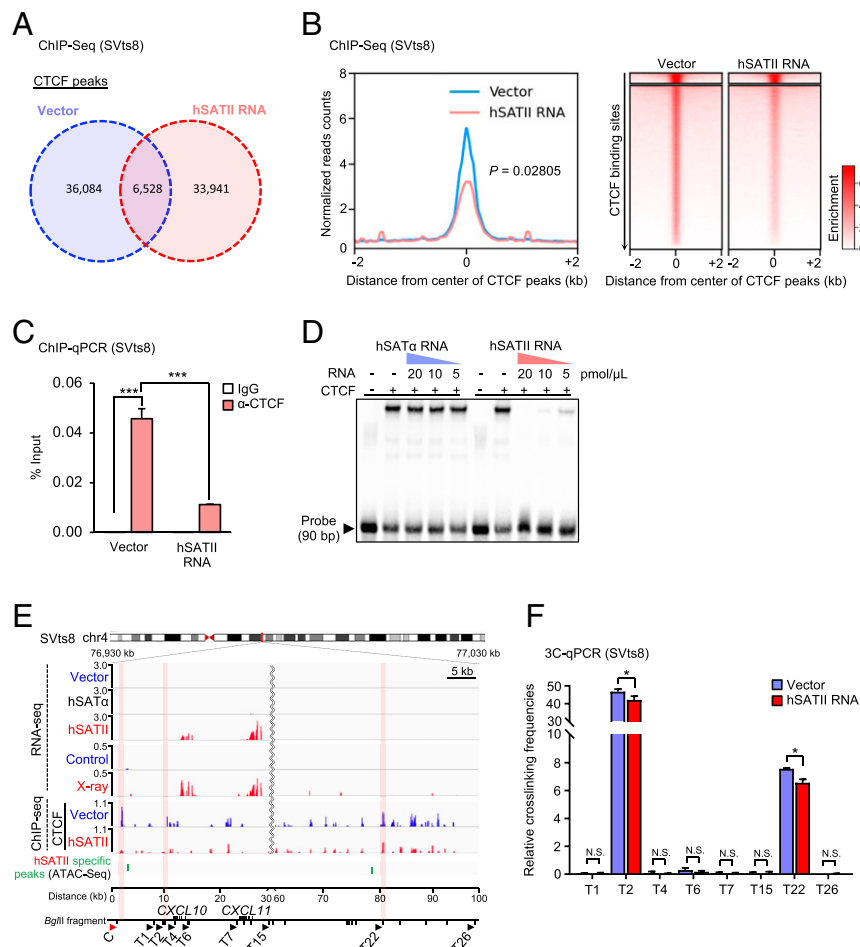 A
ChIP-Seq (SVts8)
CTCF peaks
Vector
hSATII RNA
36,084
6,528
33,941
B
ChIP-Seq (SVts8)
Normalized reads counts
8
6
4
2
0
Vector
hSATII RNA
P = 0.02805
-2
0
+2
Distance from center of CTCF peaks (kb)
Vector
hSATII RNA
CTCF binding sites
-2
0
+2
-2
0
+2
Distance from center of CTCF peaks (kb)
Enrichment
C
ChIP-qPCR (SVts8)
% Input
0.06
0.04
0.02
0.00
***
***
IgG
α-CTCF
Vector
hSATII
RNA
D
hSATα RNA
hSATII RNA
RNA - - 20 10 5 - - 20 10 5 pmol/μL
CTCF - + + + + - + + + +
Probe
(90 bp)
E
SVts8 chr4
76,930 kb
77,030 kb
5 kb
RNA-seq
3.0
Vector
3.0
hSATα
3.0
hSATII
0.5
Control
0.5
X-ray
ChIP-seq
CTCF
1.1
Vector
1.1
hSATII
hSATII specific
peaks (ATAC-Seq)
Distance (kb)
0
10
20
30
60
70
80
90
100
CXCL10
CXCL11
BglII fragment
C
T1
T2
T4
T6
T7
T15
T22
T26
F
3C-qPCR (SVts8)
Relative crosslinking frequencies
50
40
30
8
6
4
2
0
Vector
hSATII RNA
N.S.
*
N.S.
N.S.
N.S.
N.S.
*
N.S.
T1
T2
T4
T6
T7
T15
T22
T26